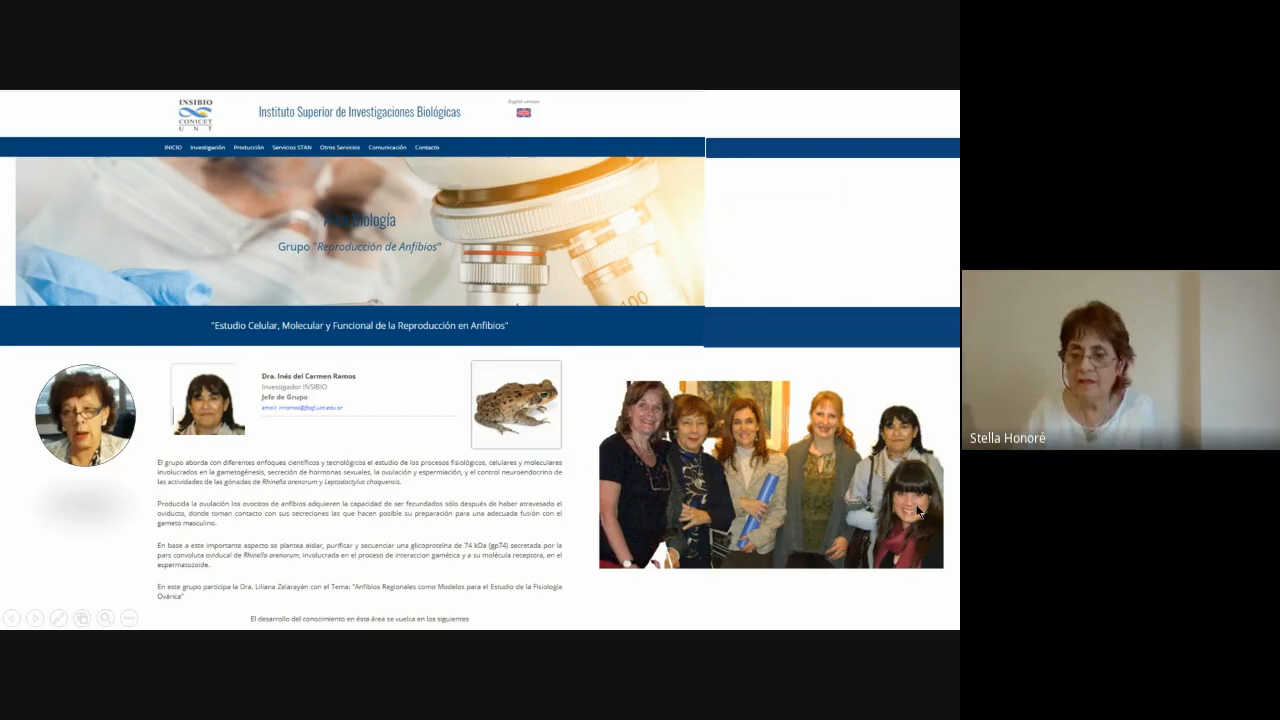 INSIBIO
CONICET
U N T
Instituto Superior de Investigaciones Biológicas
English version
INICIO Investigación Producción Servicios STAN Otros Servicios Comunicación Contacto
Biología
Grupo "Reproducción de Anfibios"
100
"Estudio Celular, Molecular y Funcional de la Reproducción en Anfibios"
Dra. Inés del Carmen Ramos
Investigador INSIBIO
Jefe de Grupo
email: inramos@fbqf.unt.edu.ar
El grupo aborda con diferentes enfoques científicos y tecnológicos el estudio de los procesos fisiológicos, celulares y moleculares
involucrados en la gametogénesis, secreción de hormonas sexuales, la ovulación y espermiación, y el control neuroendocrino de
las actividades de las gónadas de Rhinella arenarum y Leptodactylus chaquensis.
Producida la ovulación los ovocitos de anfibios adquieren la capacidad de ser fecundados sólo después de haber atravesado el
oviducto, donde toman contacto con sus secreciones las que hacen posible su preparación para una adecuada fusión con el
gameto masculino.
En base a este importante aspecto se plantea aislar, purificar y secuenciar una glicoproteína de 74 kDa (gp74) secretada por la
pars convoluta oviducal de Rhinella arenarum, involucrada en el proceso de interaccion gamética y a su molécula receptora, en el
espermatozoide.
En este grupo participa la Dra. Liliana Zelarayán con el Tema: "Anfibios Regionales como Modelos para el Estudio de la Fisiología
Ovárica"
El desarrollo del conocimiento en ésta área se vuelca en los siguientes
Stella Honoré